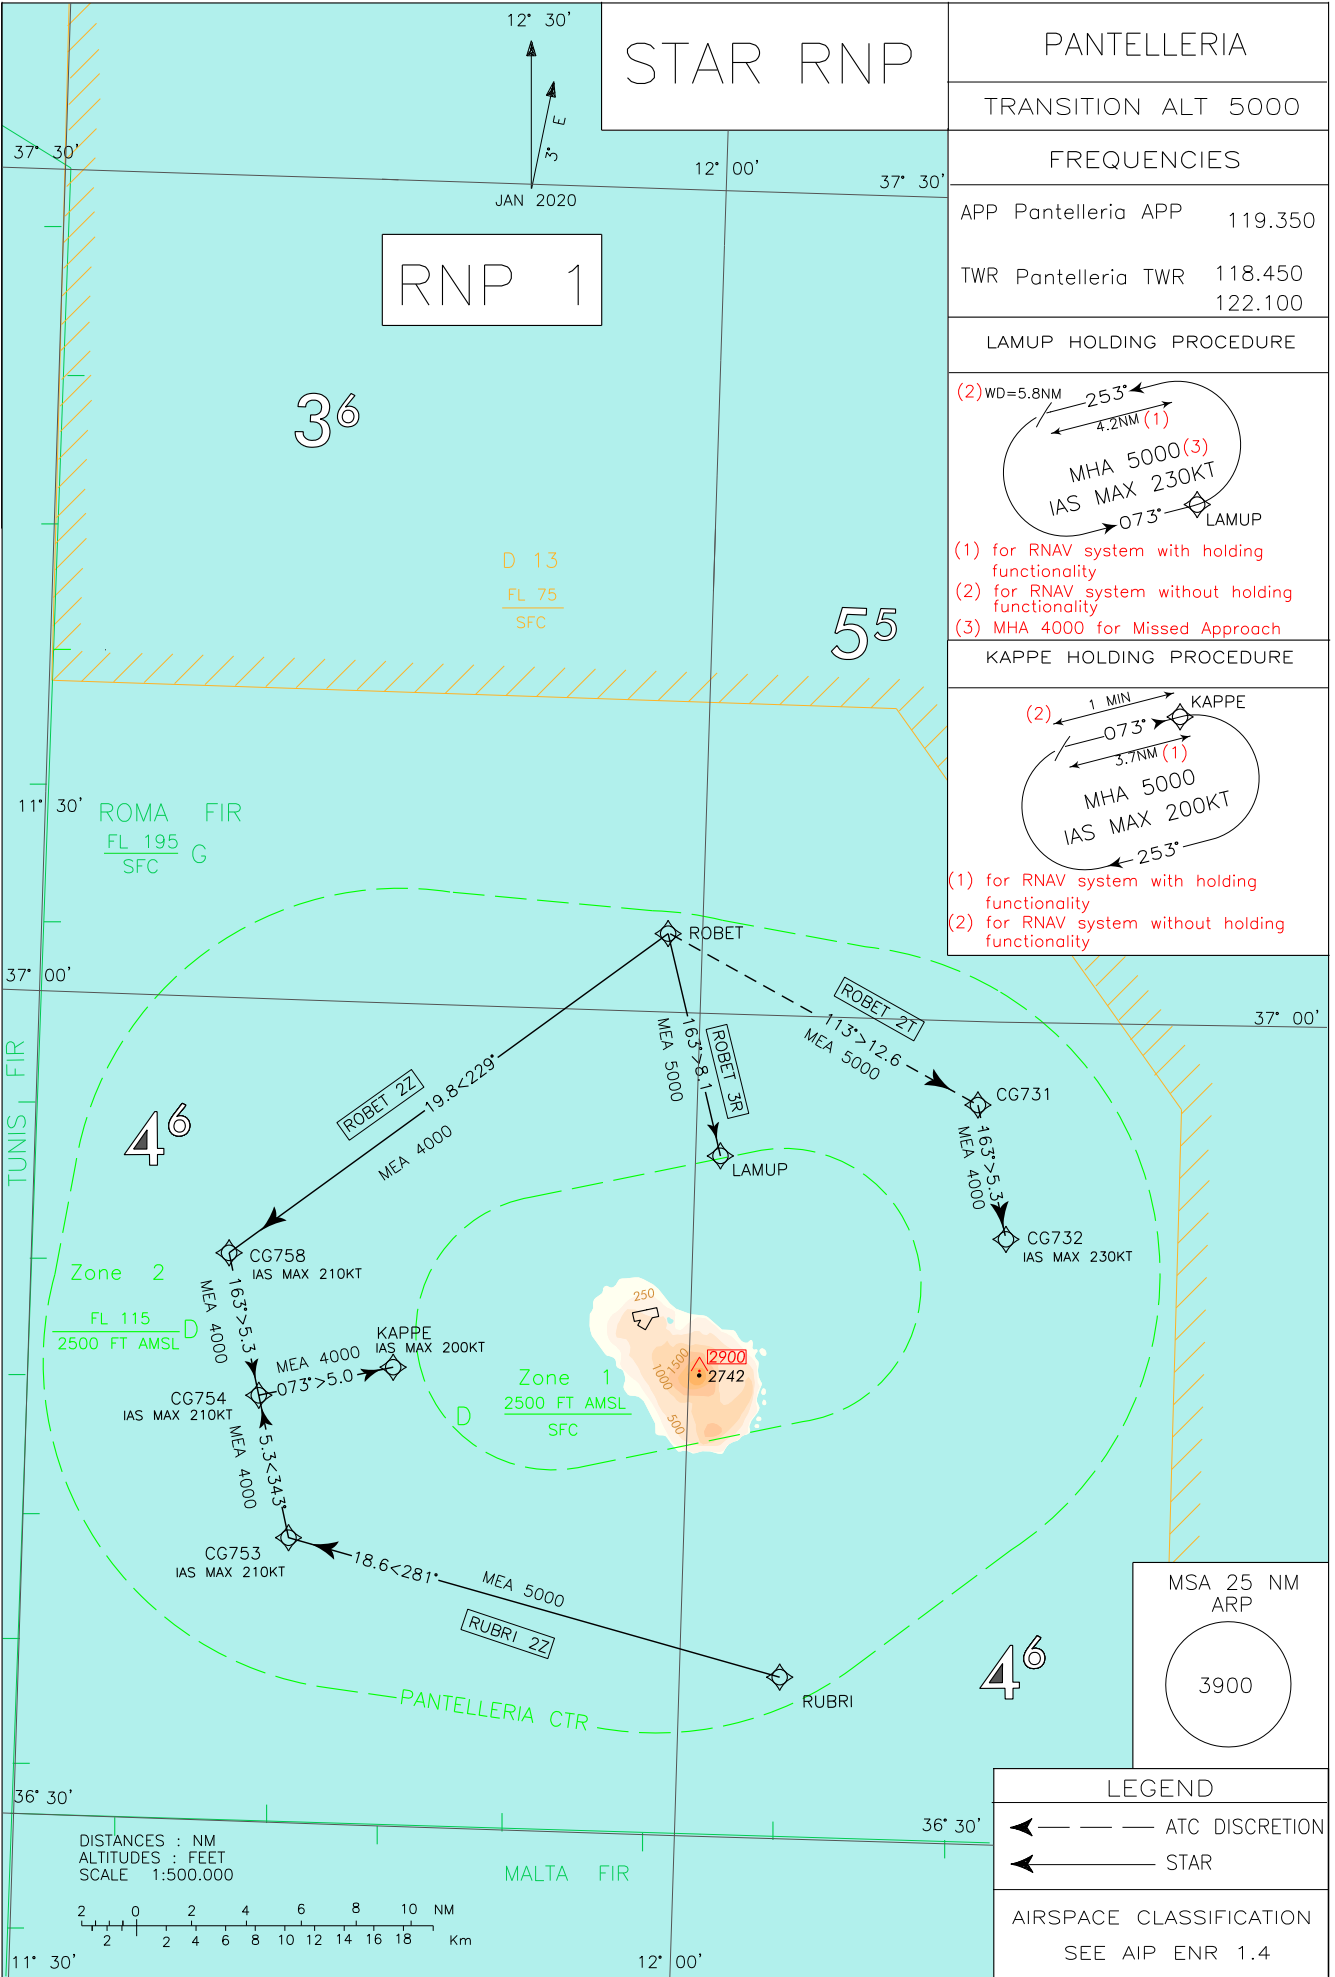 12° 30'
STAR RNP
PANTELLERIA
TRANSITION ALT 5000
FREQUENCIES
APP Pantelleria APP 119.350
TWR Pantelleria TWR 118.450
122.100
3° E
JAN 2020
37° 30'
12° 00'
37° 30'
RNP 1
LAMUP HOLDING PROCEDURE
(2) WD=5.8NM
253°
4.2NM (1)
MHA 5000 (3)
IAS MAX 230KT
073°
LAMUP
(1) for RNAV system with holding
functionality
(2) for RNAV system without holding
functionality
(3) MHA 4000 for Missed Approach
KAPPE HOLDING PROCEDURE
(2)
1 MIN
KAPPE
073°
3.7NM (1)
MHA 5000
IAS MAX 200KT
253°
(1) for RNAV system with holding
functionality
(2) for RNAV system without holding
functionality
36
D 13
FL 75
SFC
55
11° 30'
ROMA FIR
FL 195
SFC
G
ROBET
37° 00'
37° 00'
TUNIS FIR
ROBET 2T
113°>12.6
MEA 5000
163°>8.1
MEA 5000
ROBET 3R
ROBET 2Z
19.8<229°
MEA 4000
46
CG731
163°>5.3
MEA 4000
LAMUP
CG732
IAS MAX 230KT
CG758
IAS MAX 210KT
Zone 2
FL 115
2500 FT AMSL
D
163°>5.3
MEA 4000
KAPPE
IAS MAX 200KT
MEA 4000
073°>5.0
CG754
IAS MAX 210KT
250
2900
2742
1500
1000
500
Zone 1
2500 FT AMSL
SFC
D
5.3<343°
MEA 4000
CG753
IAS MAX 210KT
18.6<281°
MEA 5000
RUBRI 2Z
RUBRI
46
PANTELLERIA CTR
MSA 25 NM
ARP
3900
36° 30'
36° 30'
DISTANCES : NM
ALTITUDES : FEET
SCALE 1:500.000
MALTA FIR
2 0 2 4 6 8 10 NM
2 2 4 6 8 10 12 14 16 18 Km
11° 30'
12° 00'
LEGEND
ATC DISCRETION
STAR
AIRSPACE CLASSIFICATION
SEE AIP ENR 1.4